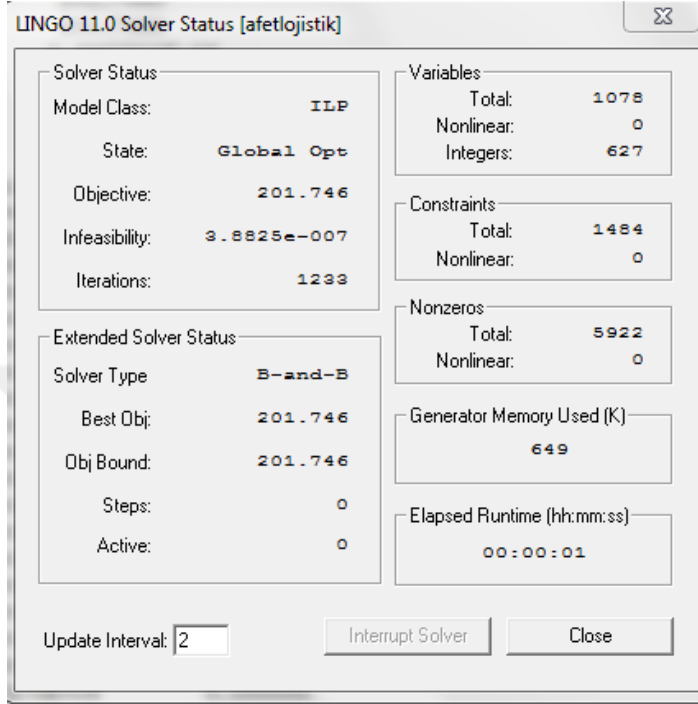 LINGO 11.0 Solver Status [afetlojistik]
Solver Status
Model Class: ILP
State: Global Opt
Objective: 201.746
Infeasibility: 3.8825e-007
Iterations: 1233
Extended Solver Status
Solver Type B-and-B
Best Obj: 201.746
Obj Bound: 201.746
Steps: 0
Active: 0
Variables
Total: 1078
Nonlinear: 0
Integers: 627
Constraints
Total: 1484
Nonlinear: 0
Nonzeros
Total: 5922
Nonlinear: 0
Generator Memory Used (K)
649
Elapsed Runtime (hh:mm:ss)
00:00:01
Update Interval: 2
Interrupt Solver
Close